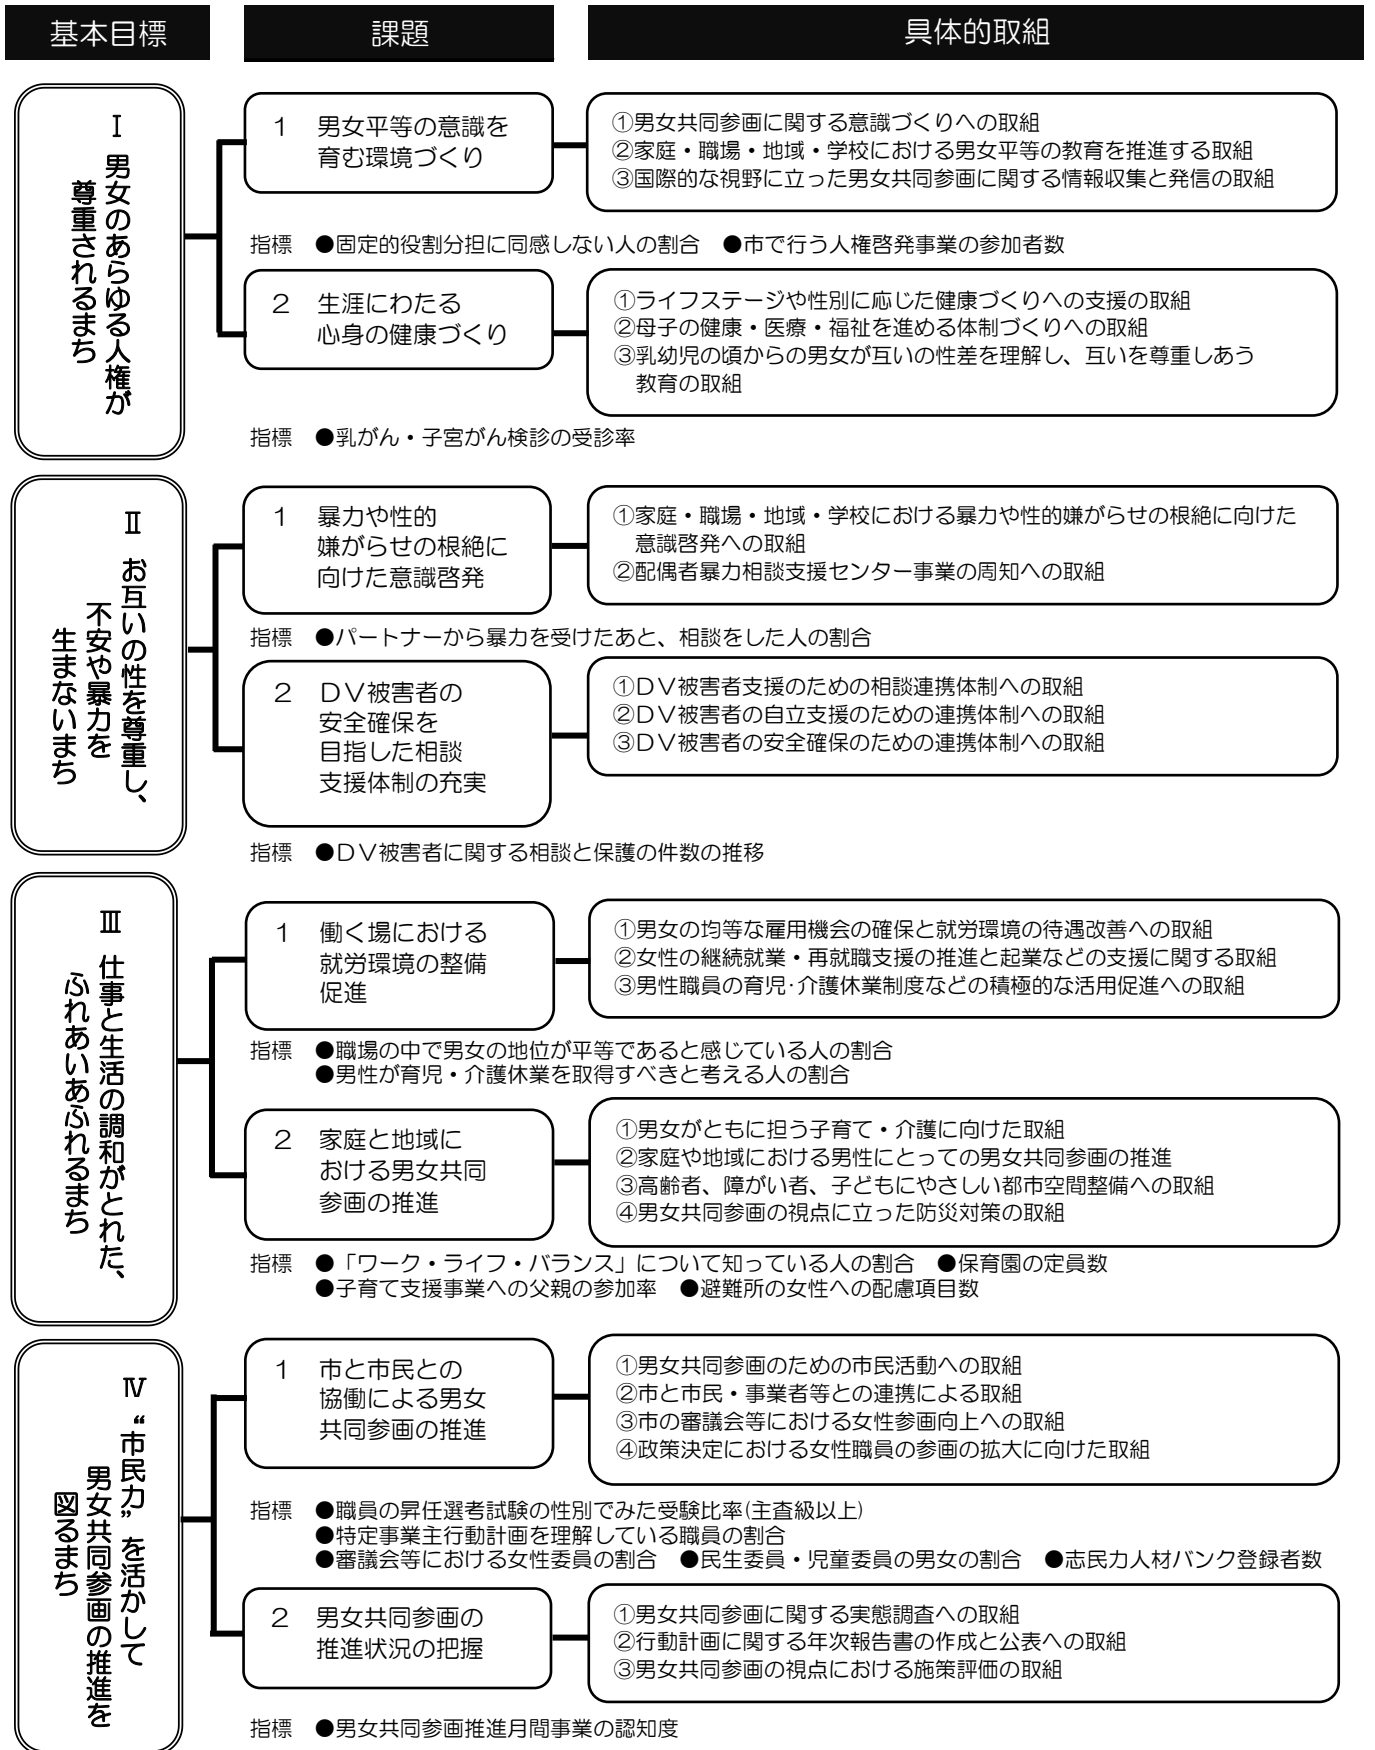 基本目標
課題
具体的取組
Ⅰ 男女のあらゆる人権が
尊重されるまち
1 男女平等の意識を
育む環境づくり
①男女共同参画に関する意識づくりへの取組
②家庭・職場・地域・学校における男女平等の教育を推進する取組
③国際的な視野に立った男女共同参画に関する情報収集と発信の取組
指標 ●固定的役割分担に同感しない人の割合 ●市で行う人権啓発事業の参加者数
2 生涯にわたる
心身の健康づくり
①ライフステージや性別に応じた健康づくりへの支援の取組
②母子の健康・医療・福祉を進める体制づくりへの取組
③乳幼児の頃からの男女が互いの性差を理解し、互いを尊重しあう
教育の取組
指標 ●乳がん・子宮がん検診の受診率
Ⅱ お互いの性を尊重し、
不安や暴力を
生まないまち
1 暴力や性的
嫌がらせの根絶に
向けた意識啓発
①家庭・職場・地域・学校における暴力や性的嫌がらせの根絶に向けた
意識啓発への取組
②配偶者暴力相談支援センター事業の周知への取組
指標 ●パートナーから暴力を受けたあと、相談をした人の割合
2 DV被害者の
安全確保を
目指した相談
支援体制の充実
①DV被害者支援のための相談連携体制への取組
②DV被害者の自立支援のための連携体制への取組
③DV被害者の安全確保のための連携体制への取組
指標 ●DV被害者に関する相談と保護の件数の推移
Ⅲ 仕事と生活の調和がとれた、
ふれあいあふれるまち
1 働く場における
就労環境の整備
促進
①男女の均等な雇用機会の確保と就労環境の待遇改善への取組
②女性の継続就業・再就職支援の推進と起業などの支援に関する取組
③男性職員の育児・介護休業制度などの積極的な活用促進への取組
指標 ●職場の中で男女の地位が平等であると感じている人の割合
●男性が育児・介護休業を取得すべきと考える人の割合
2 家庭と地域に
おける男女共同
参画の推進
①男女がともに担う子育て・介護に向けた取組
②家庭や地域における男性にとっての男女共同参画の推進
③高齢者、障がい者、子どもにやさしい都市空間整備への取組
④男女共同参画の視点に立った防災対策の取組
指標 ●「ワーク・ライフ・バランス」について知っている人の割合 ●保育園の定員数
●子育て支援事業への父親の参加率 ●避難所の女性への配慮項目数
Ⅳ “市民力”を活かして
男女共同参画の推進を
図るまち
1 市と市民との
協働による男女
共同参画の推進
①男女共同参画のための市民活動への取組
②市と市民・事業者等との連携による取組
③市の審議会等における女性参画向上への取組
④政策決定における女性職員の参画の拡大に向けた取組
指標 ●職員の昇任選考試験の性別でみた受験比率(主査級以上)
●特定事業主行動計画を理解している職員の割合
●審議会等における女性委員の割合 ●民生委員・児童委員の男女の割合 ●志民力人材バンク登録者数
2 男女共同参画の
推進状況の把握
①男女共同参画に関する実態調査への取組
②行動計画に関する年次報告書の作成と公表への取組
③男女共同参画の視点における施策評価の取組
指標 ●男女共同参画推進月間事業の認知度